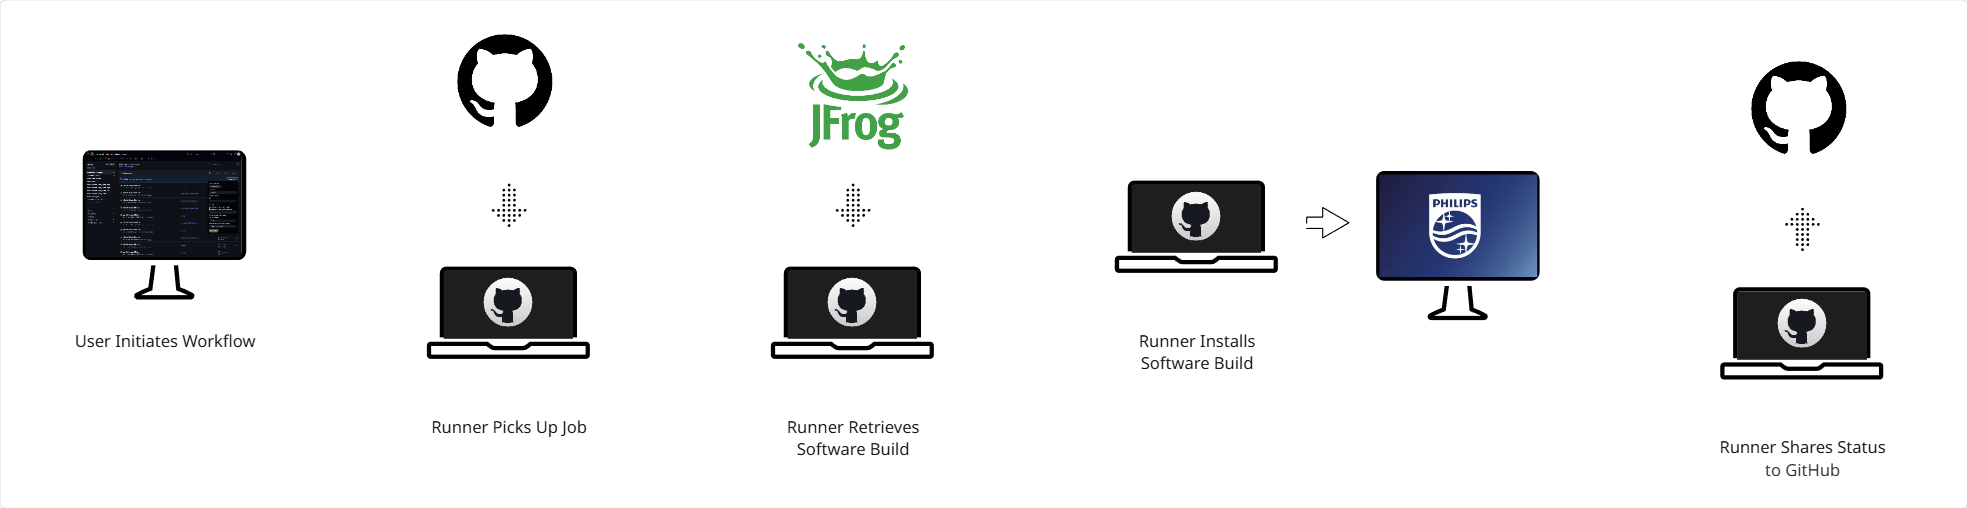 JFrog
PHILIPS
User Initiates Workflow
Runner Picks Up Job
Runner Retrieves
Software Build
Runner Installs
Software Build
Runner Shares Status
to GitHub